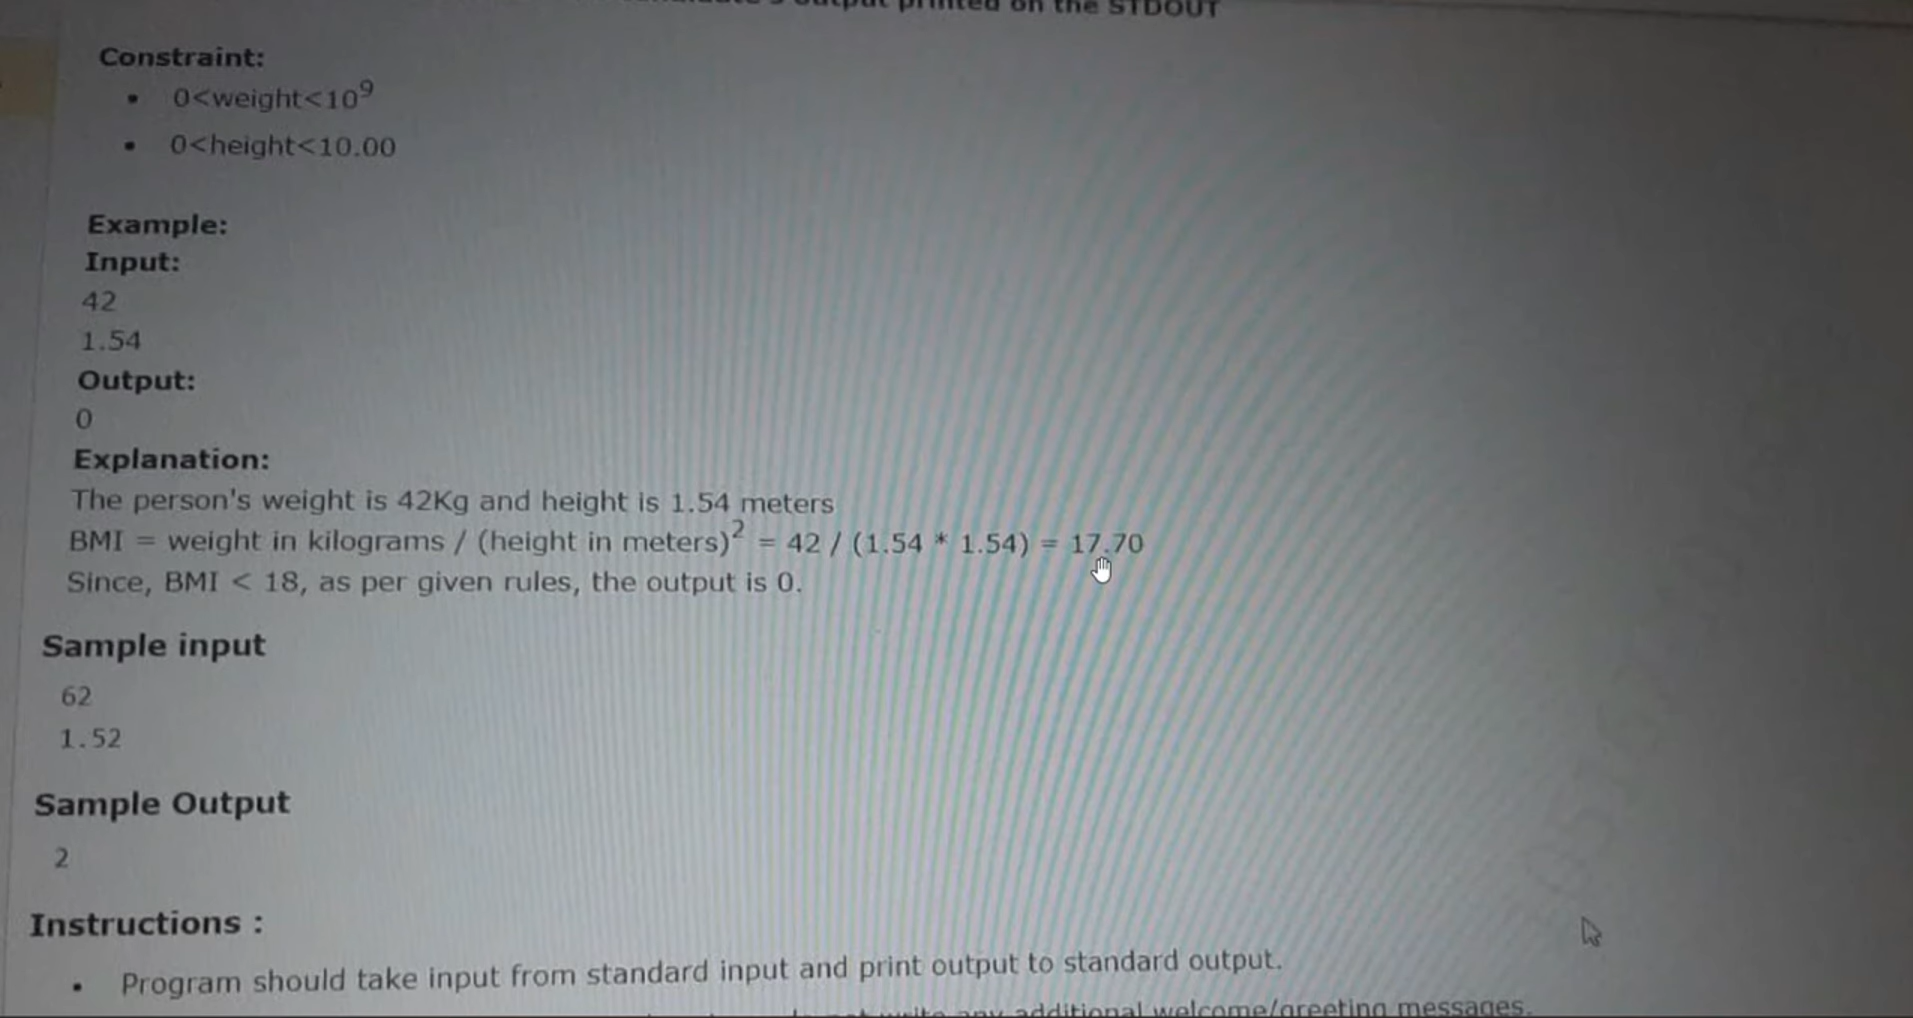 output printed on the STDOUT
Constraint:
• 0<weight<10⁹
• 0<height<10.00
Example:
Input:
42
1.54
Output:
0
Explanation:
The person's weight is 42Kg and height is 1.54 meters
BMI = weight in kilograms / (height in meters)² = 42 / (1.54 * 1.54) = 17.70
Since, BMI < 18, as per given rules, the output is 0.
Sample input
62
1.52
Sample Output
2
Instructions :
• Program should take input from standard input and print output to standard output.
write any additional welcome/greeting messages.